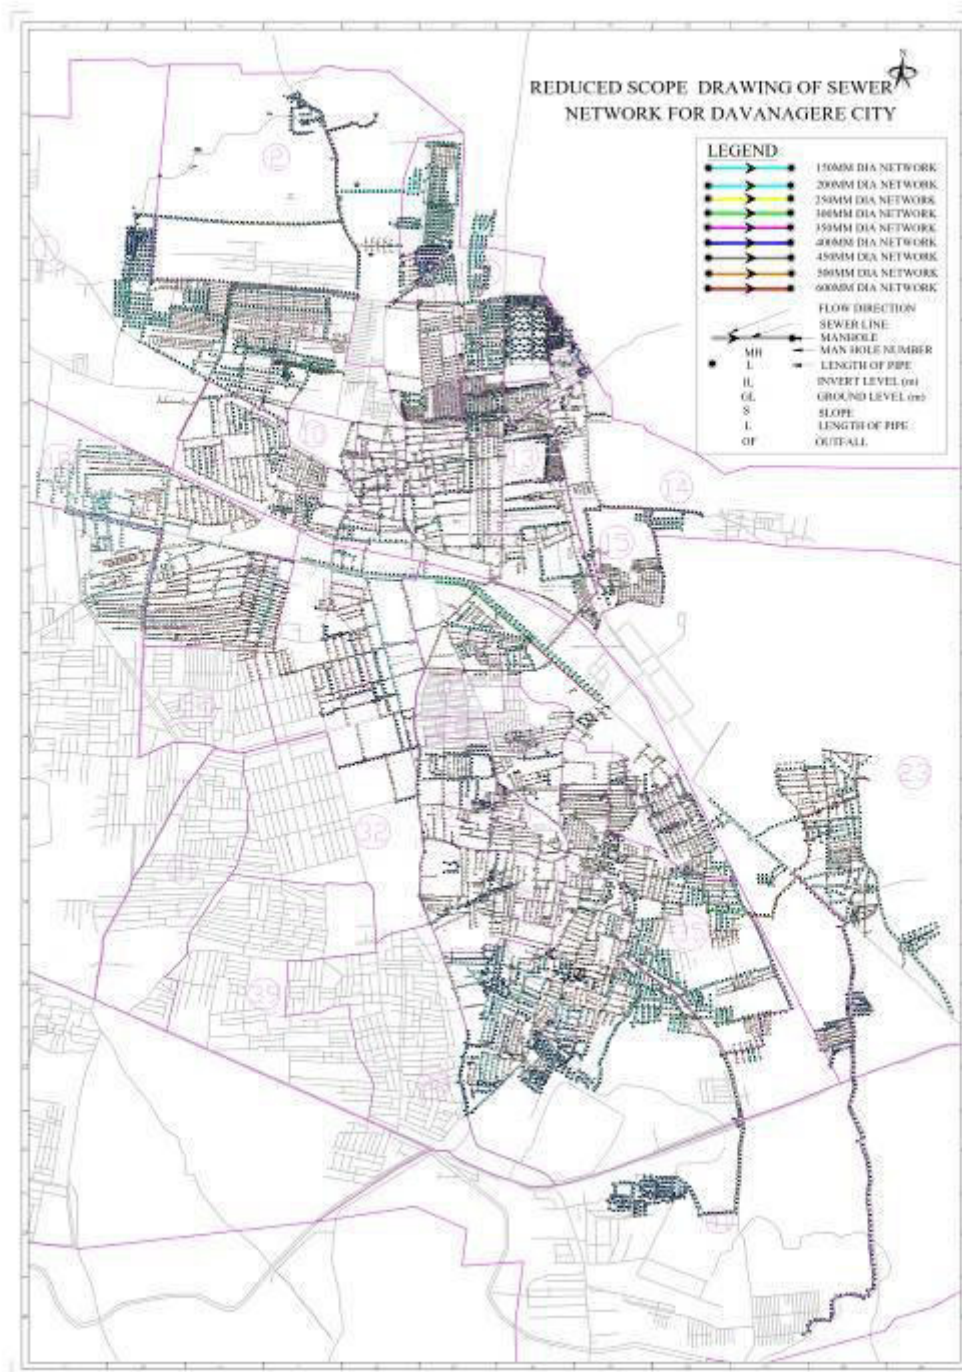 N
REDUCED SCOPE DRAWING OF SEWER
NETWORK FOR DAVANAGERE CITY
LEGEND
150MM DIA NETWORK
200MM DIA NETWORK
250MM DIA NETWORK
300MM DIA NETWORK
350MM DIA NETWORK
400MM DIA NETWORK
450MM DIA NETWORK
500MM DIA NETWORK
600MM DIA NETWORK
FLOW DIRECTION
SEWER LINE
MANHOLE
MH MAN HOLE NUMBER
L LENGTH OF PIPE
IL INVERT LEVEL (m)
GL GROUND LEVEL (m)
S SLOPE
L LENGTH OF PIPE
OF OUTFALL
2
10
14
15
23
32
39